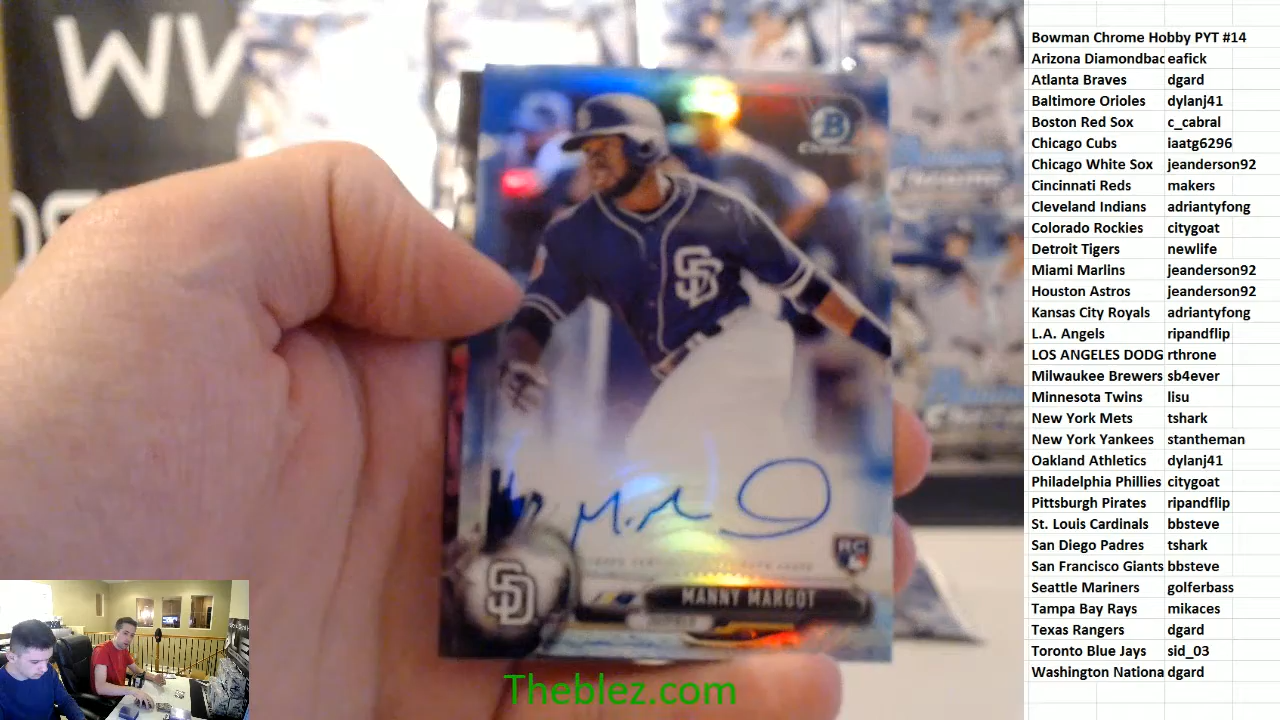 WV
B
Chrome
SD
M. M
RC
SD
MANNY MARGOT
Theblez.com
Bowman Chrome Hobby PYT #14
Arizona Diamondbac eafick
Atlanta Braves dgard
Baltimore Orioles dylanj41
Boston Red Sox c_cabral
Chicago Cubs iaatg6296
Chicago White Sox jeanderson92
Cincinnati Reds makers
Cleveland Indians adriantyfong
Colorado Rockies citygoat
Detroit Tigers newlife
Miami Marlins jeanderson92
Houston Astros jeanderson92
Kansas City Royals adriantyfong
L.A. Angels ripandflip
LOS ANGELES DODG rthrone
Milwaukee Brewers sb4ever
Minnesota Twins lisu
New York Mets tshark
New York Yankees stantheman
Oakland Athletics dylanj41
Philadelphia Phillies citygoat
Pittsburgh Pirates ripandflip
St. Louis Cardinals bbsteve
San Diego Padres tshark
San Francisco Giants bbsteve
Seattle Mariners golferbass
Tampa Bay Rays mikaces
Texas Rangers dgard
Toronto Blue Jays sid_03
Washington Nationa dgard